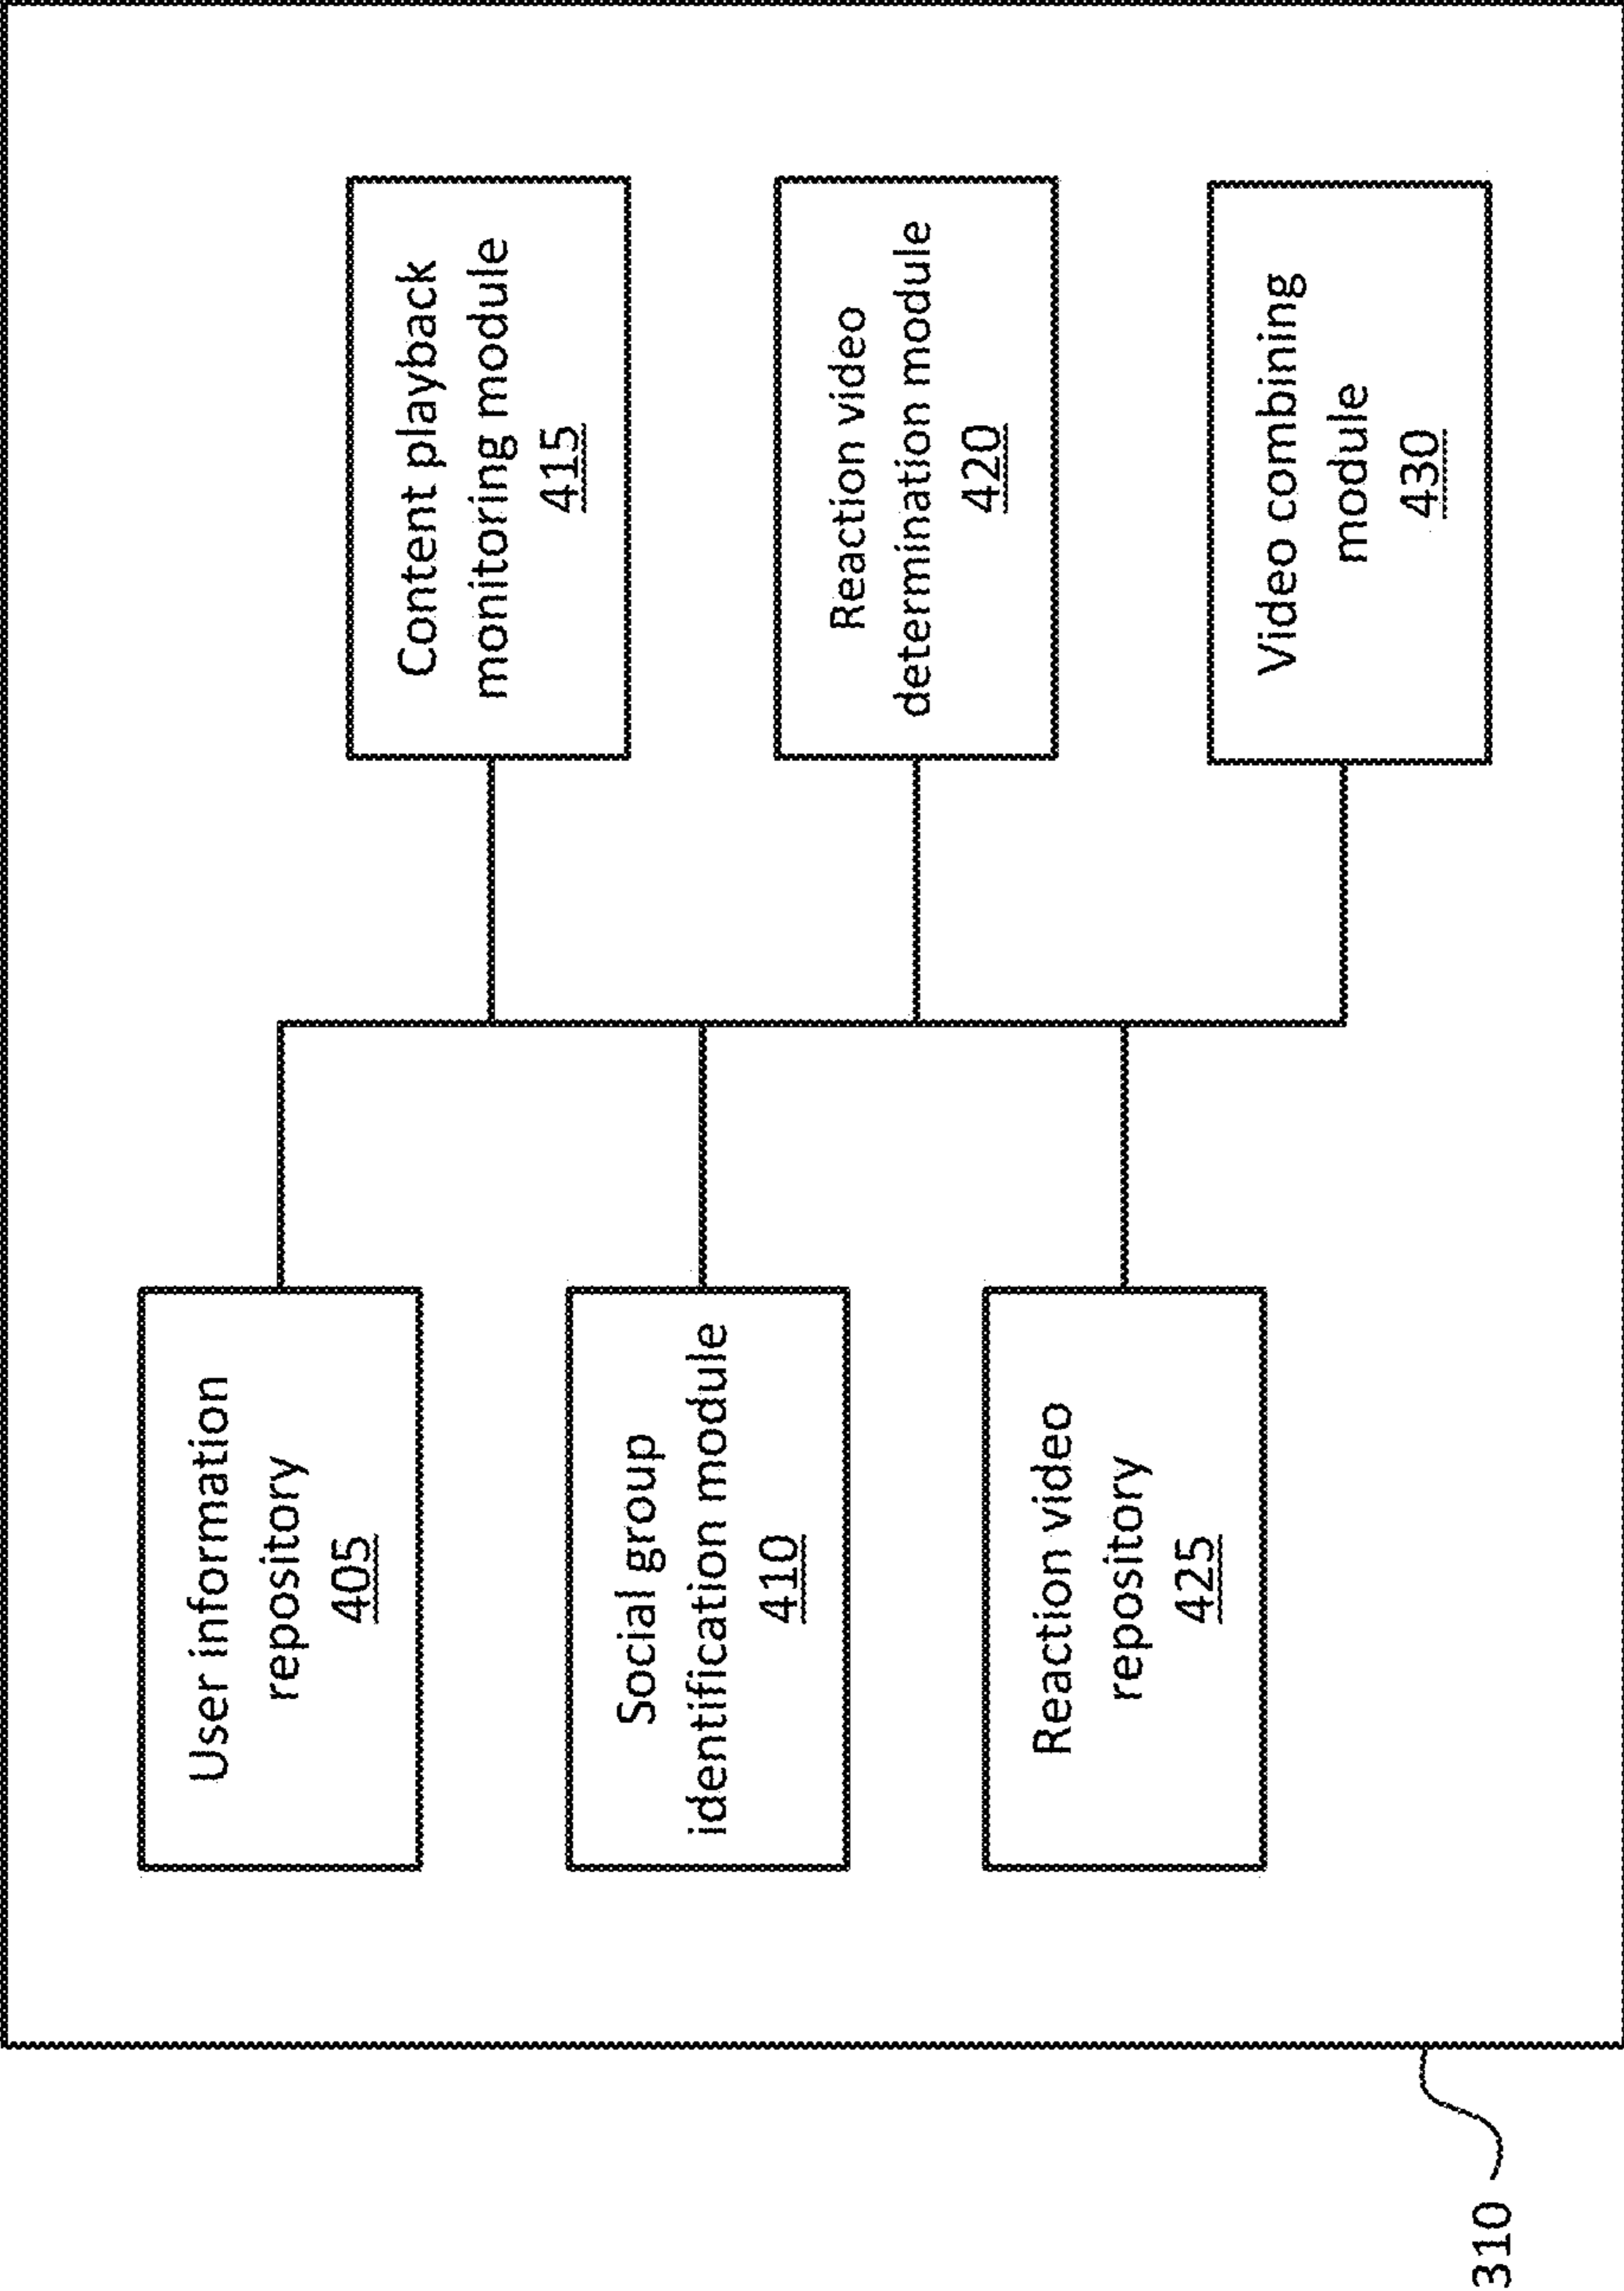 User information
repository
405
Content playback
monitoring module
415
Social group
identification module
410
Reaction video
determination module
420
Reaction video
repository
425
Video combining
module
430
310